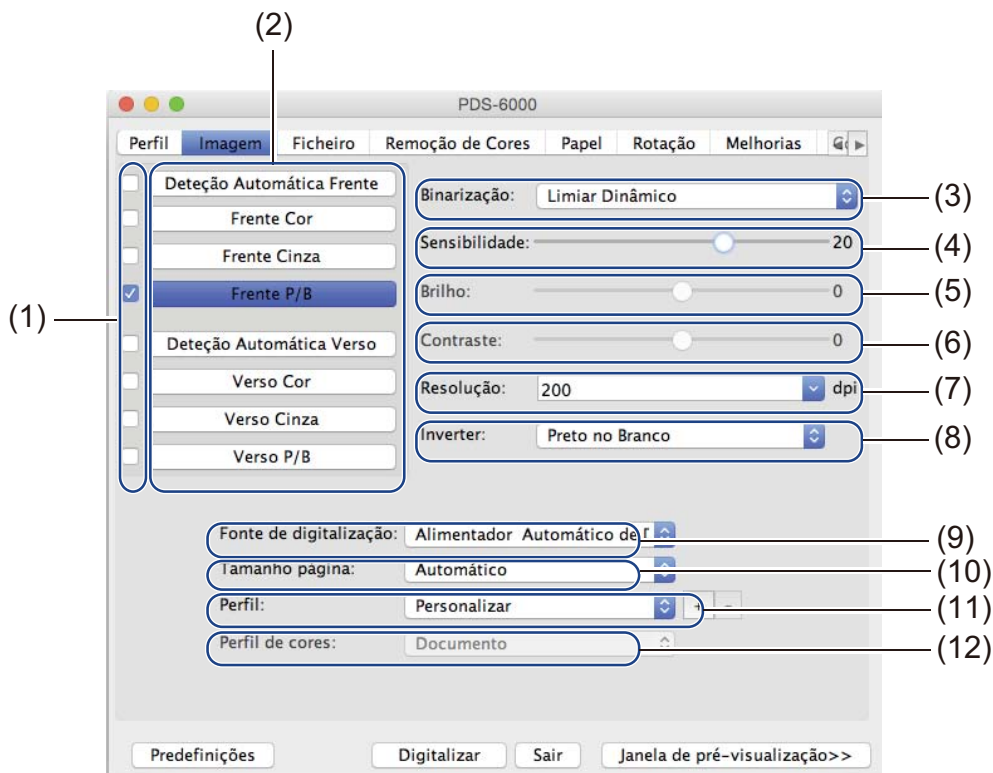 (2)
PDS-6000
Perfil Imagem Ficheiro Remoção de Cores Papel Rotação Melhorias
Deteção Automática Frente
Frente Cor
Frente Cinza
Frente P/B
Deteção Automática Verso
Verso Cor
Verso Cinza
Verso P/B
(1)
Binarização: Limiar Dinâmico (3)
Sensibilidade: 20 (4)
Brilho: 0 (5)
Contraste: 0 (6)
Resolução: 200 dpi (7)
Inverter: Preto no Branco (8)
Fonte de digitalização: Alimentador Automático de (9)
Tamanho página: Automático (10)
Perfil: Personalizar + - (11)
Perfil de cores: Documento (12)
Predefinições Digitalizar Sair Janela de pré-visualização>>